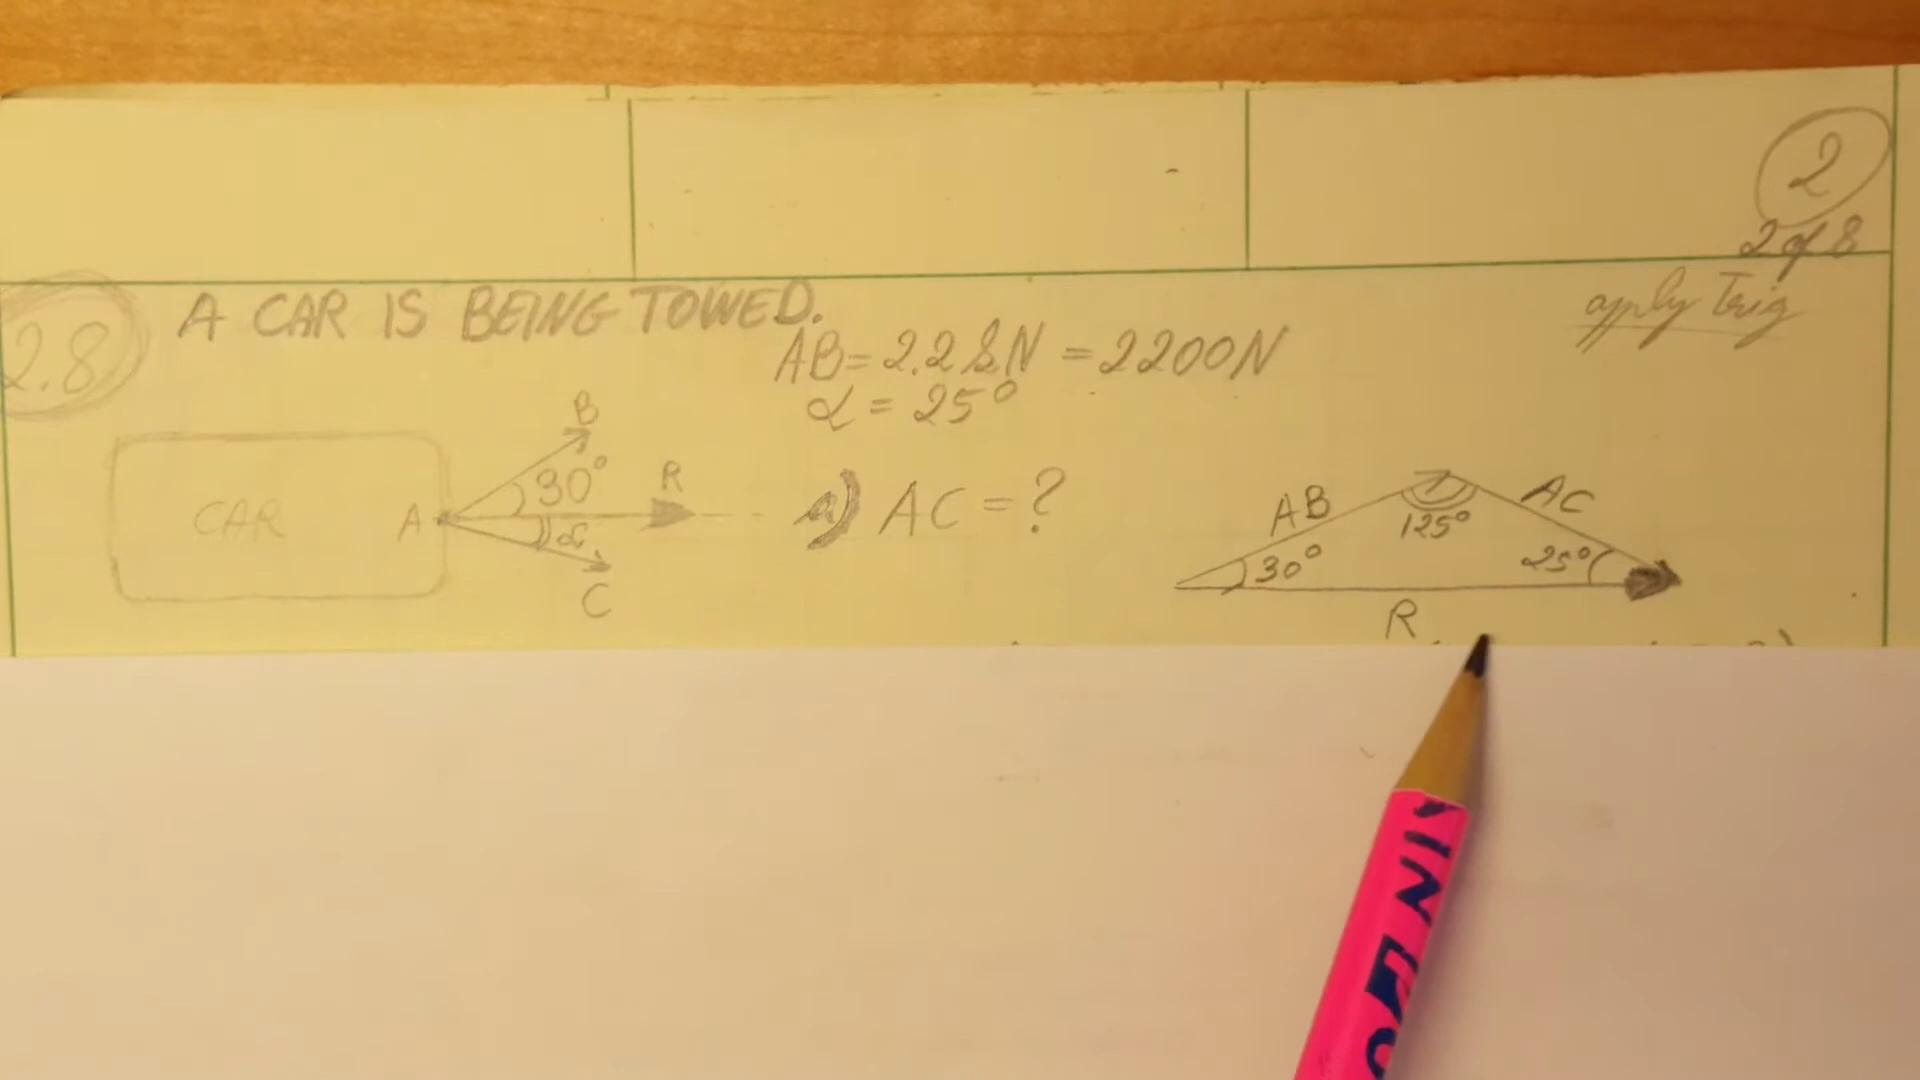 2
2 of 8
apply Trig
2.8
A CAR IS BEING TOWED.
AB = 2.2 kN = 2200N
α = 25°
B
30°
R
CAR
A
α
C
a) AC = ?
AB
AC
125°
30°
25°
R